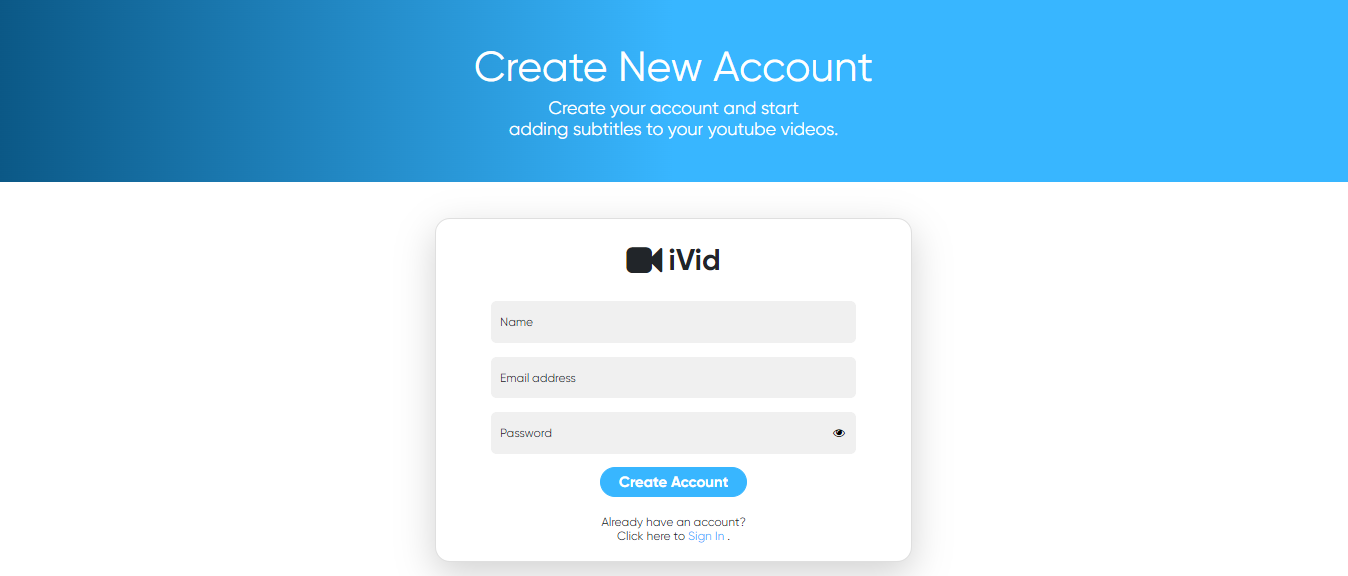 Create New Account
Create your account and start
adding subtitles to your youtube videos.
iVid
Name
Email address
Password
Create Account
Already have an account?
Click here to Sign In .